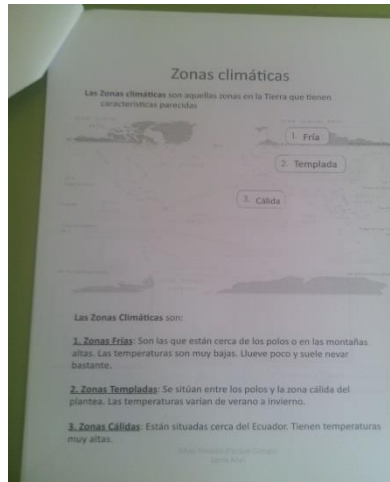 Zonas climáticas
Las Zonas climáticas son aquellas zonas en la Tierra que tienen
características parecidas
1. Fría
2. Templada
3. Cálida
Las Zonas Climáticas son:
1. Zonas Frías: Son las que están cerca de los polos o en las montañas
altas. Las temperaturas son muy bajas. Llueve poco y suele nevar
bastante.
2. Zonas Templadas: Se sitúan entre los polos y la zona cálida del
plantea. Las temperaturas varían de verano a invierno.
3. Zonas Cálidas: Están situadas cerca del Ecuador. Tienen temperaturas
muy altas.